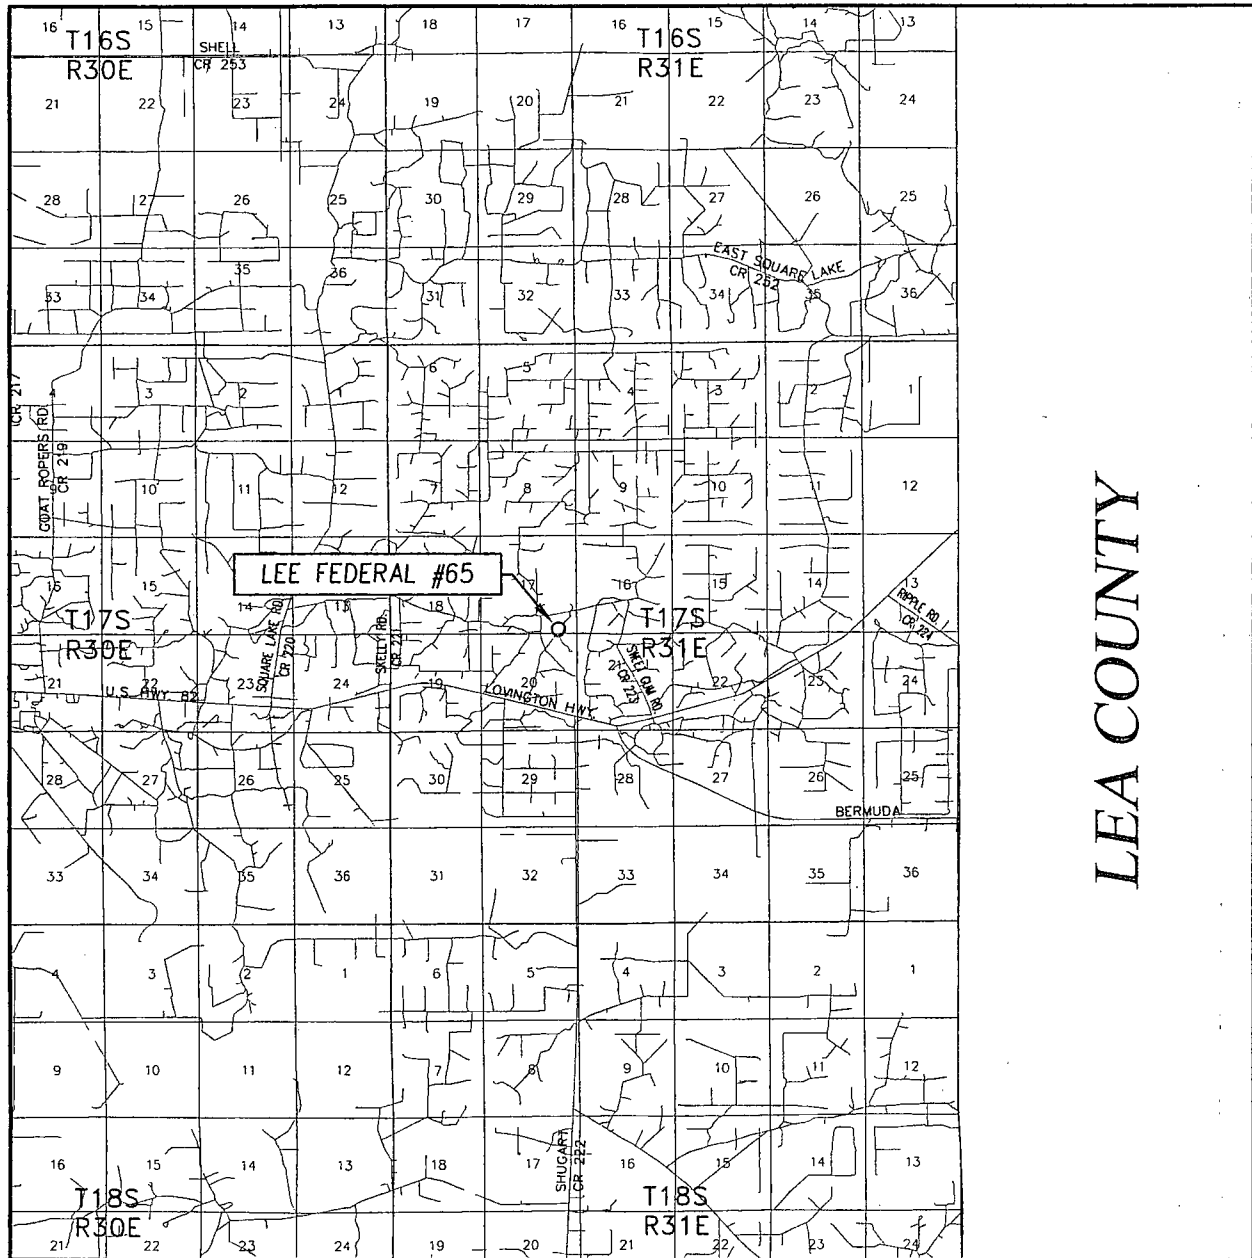 16 15 14 13 18 17 16 15 14 13
T16S
R30E
SHELL
CR 253
T16S
R31E
21 22 23 24 19 20 21 22 23 24
28 27 26 25 30 29 28 27 26 25
EAST SQUARE LAKE
CR 252
33 34 35 36 31 32 33 34 35 36
CR 217
4 3 2 1 6 5 4 3 2 1
GOAT ROPERS RD.
CR 219
9 10 11 12 7 8 9 10 11 12
LEE FEDERAL #65
15 14 13 18 17 16 15 14 13
T17S
R30E
SQUARE LAKE RD.
CR 220
SKELLY RD.
T17S
R31E
RIPPLE RD.
CR 224
21 22 23 24 19 20 21 22 23 24
U.S. HWY 82
LOVINGTON HWY.
CR 223
28 27 26 25 30 29 28 27 26 25
BERMUDA
33 34 35 36 31 32 33 34 35 36
4 3 2 1 6 5 4 3 2 1
9 10 11 12 7 8 9 10 11 12
SHUGART
CR 222
16 15 14 13 18 17 16 15 14 13
T18S
R30E
T18S
R31E
21 22 23 24 19 20 21 22 23 24
LEA COUNTY